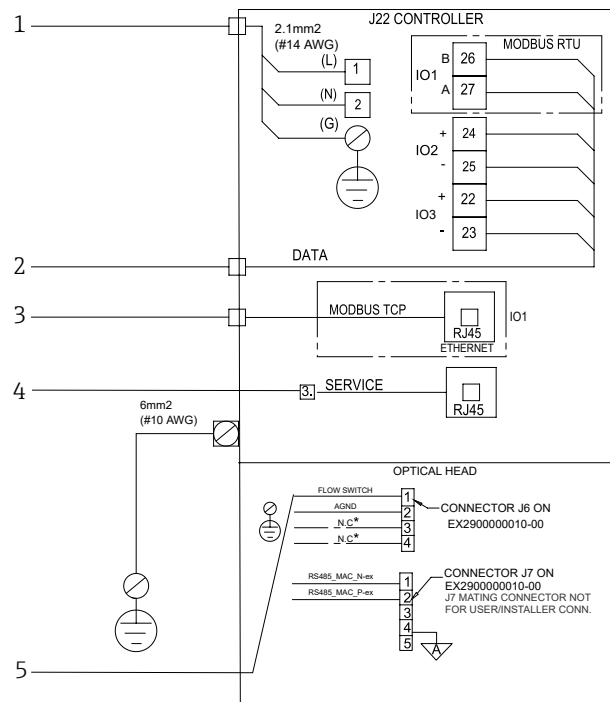 1
2.1mm2
(#14 AWG)
(L)
1
(N)
2
(G)
J22 CONTROLLER
MODBUS RTU
IO1
B
26
A
27
IO2
+
24
-
25
IO3
+
22
-
23
2
DATA
3
MODBUS TCP
RJ45
ETHERNET
IO1
4
3.
SERVICE
RJ45
6mm2
(#10 AWG)
OPTICAL HEAD
FLOW SWITCH
1
AGND
2
N.C*
3
N.C*
4
CONNECTOR J6 ON
EX2900000010-00
RS485_MAC_N-ex
1
RS485_MAC_P-ex
2
3
4
5
CONNECTOR J7 ON
EX2900000010-00
J7 MATING CONNECTOR NOT
FOR USER/INSTALLER CONN.
A
5